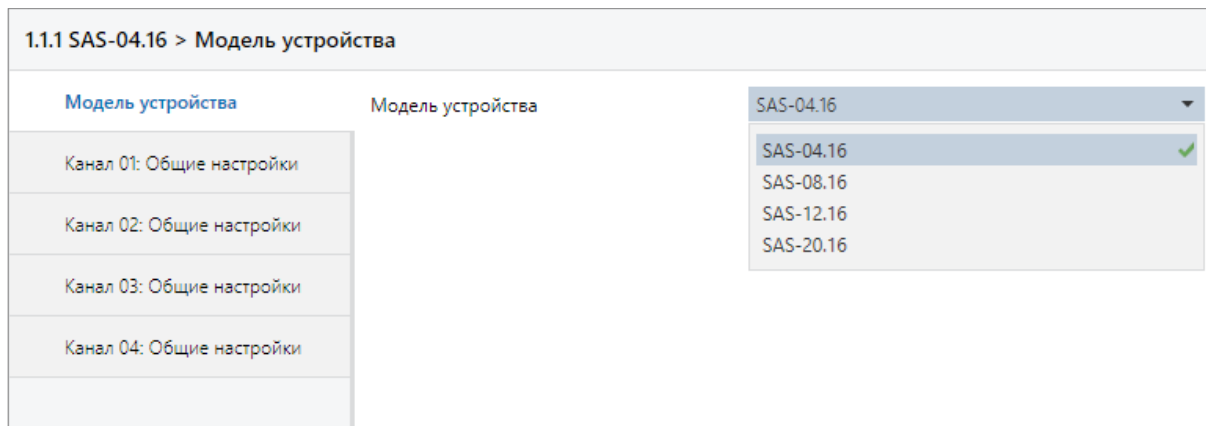 1.1.1 SAS-04.16 > Модель устройства
Модель устройства
Модель устройства
SAS-04.16
SAS-04.16
Канал 01: Общие настройки
SAS-08.16
SAS-12.16
Канал 02: Общие настройки
SAS-20.16
Канал 03: Общие настройки
Канал 04: Общие настройки